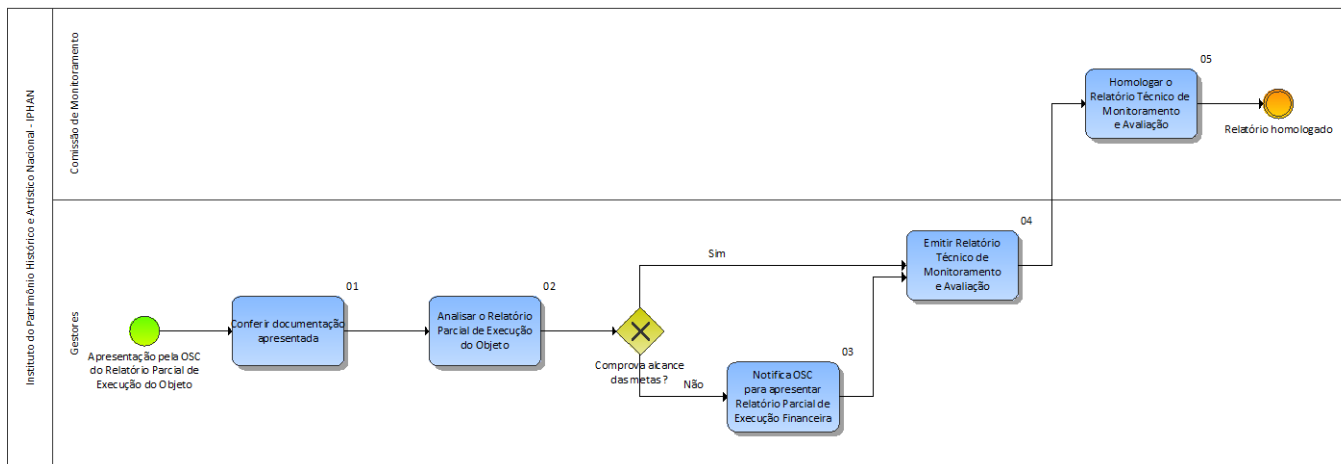 Instituto do Patrimônio Histórico e Artístico Nacional - IPHAN
Comissão de Monitoramento
05
Homologar o
Relatório Técnico de
Monitoramento
e Avaliação
Relatório homologado
Gestores
Apresentação pela OSC
do Relatório Parcial de
Execução do Objeto
01
Conferir documentação
apresentada
02
Analisar o Relatório
Parcial de Execução
do Objeto
Comprova alcance
das metas ?
Sim
Não
03
Notifica OSC
para apresentar
Relatório Parcial de
Execução Financeira
04
Emitir Relatório
Técnico de
Monitoramento
e Avaliação